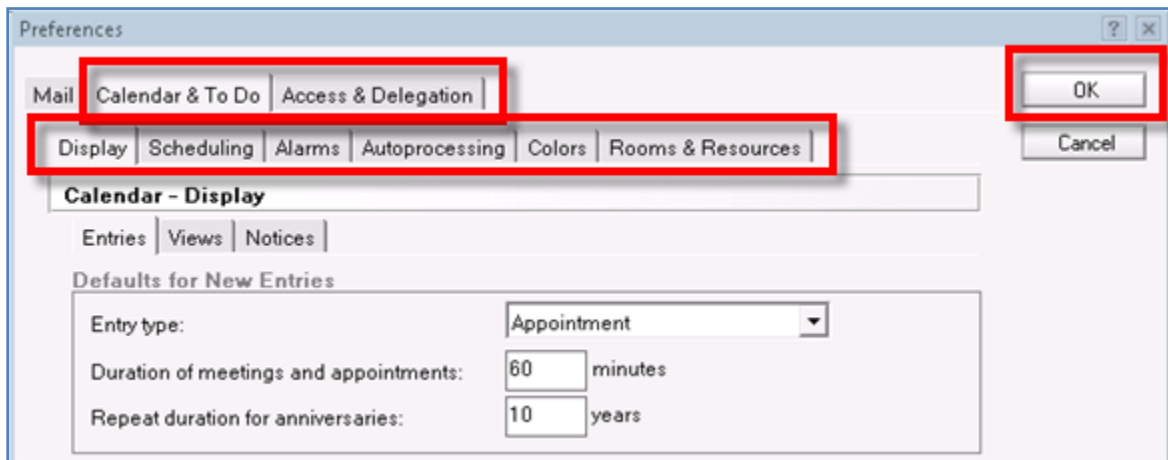 Preferences
Mail Calendar & To Do Access & Delegation OK
Display Scheduling Alarms Autoprocessing Colors Rooms & Resources Cancel
Calendar - Display
Entries Views Notices
Defaults for New Entries
Entry type: Appointment
Duration of meetings and appointments: 60 minutes
Repeat duration for anniversaries: 10 years